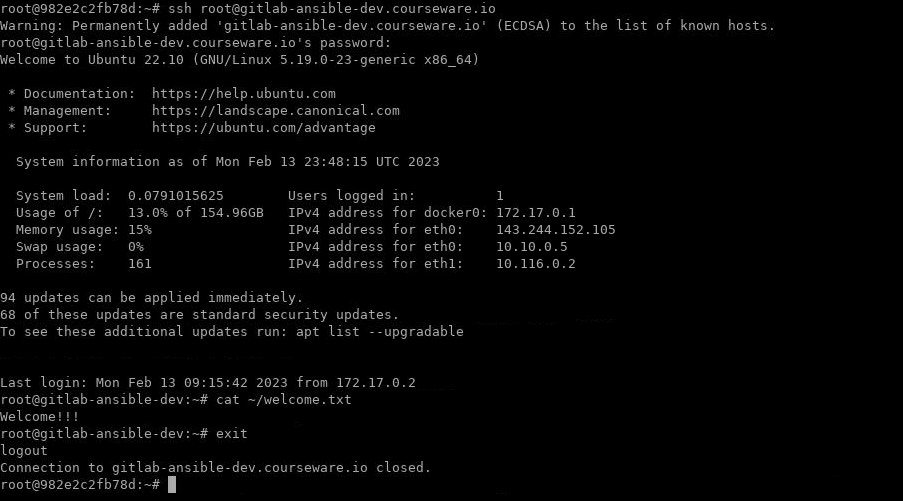 root@982e2c2fb78d:~# ssh root@gitlab-ansible-dev.courseware.io
Warning: Permanently added 'gitlab-ansible-dev.courseware.io' (ECDSA) to the list of known hosts.
root@gitlab-ansible-dev.courseware.io's password:
Welcome to Ubuntu 22.10 (GNU/Linux 5.19.0-23-generic x86_64)

 * Documentation:  https://help.ubuntu.com
 * Management:     https://landscape.canonical.com
 * Support:        https://ubuntu.com/advantage

  System information as of Mon Feb 13 23:48:15 UTC 2023

  System load:  0.0791015625        Users logged in:          1
  Usage of /:   13.0% of 154.96GB   IPv4 address for docker0: 172.17.0.1
  Memory usage: 15%                 IPv4 address for eth0:    143.244.152.105
  Swap usage:   0%                  IPv4 address for eth0:    10.10.0.5
  Processes:    161                 IPv4 address for eth1:    10.116.0.2

94 updates can be applied immediately.
68 of these updates are standard security updates.
To see these additional updates run: apt list --upgradable

Last login: Mon Feb 13 09:15:42 2023 from 172.17.0.2
root@gitlab-ansible-dev:~# cat ~/welcome.txt
Welcome!!!
root@gitlab-ansible-dev:~# exit
logout
Connection to gitlab-ansible-dev.courseware.io closed.
root@982e2c2fb78d:~#